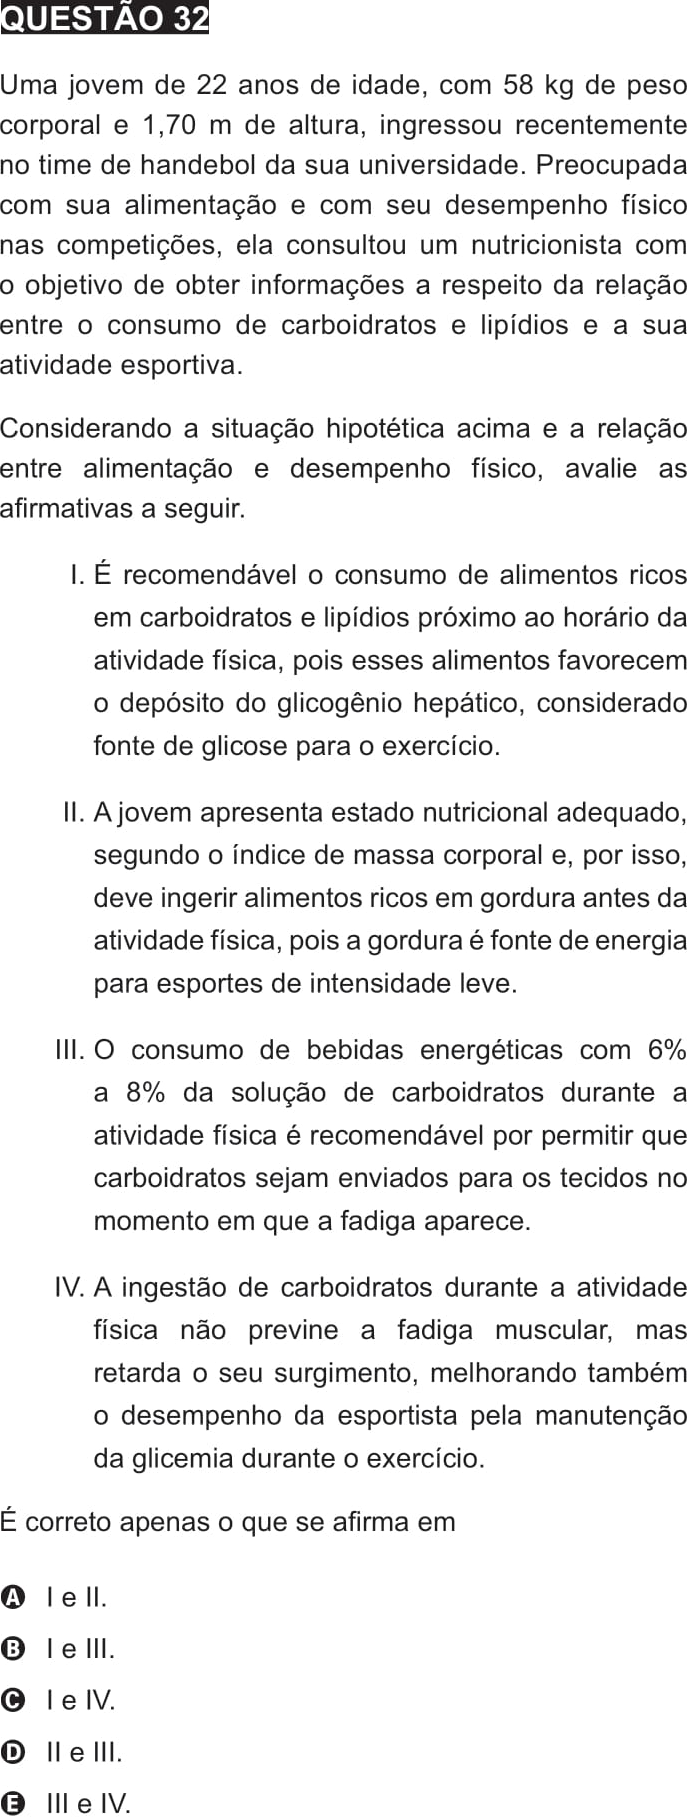 QUESTÃO 32
Uma jovem de 22 anos de idade, com 58 kg de peso
corporal e 1,70 m de altura, ingressou recentemente
no time de handebol da sua universidade. Preocupada
com sua alimentação e com seu desempenho físico
nas competições, ela consultou um nutricionista com
o objetivo de obter informações a respeito da relação
entre o consumo de carboidratos e lipídios e a sua
atividade esportiva.
Considerando a situação hipotética acima e a relação
entre alimentação e desempenho físico, avalie as
afirmativas a seguir.
I. É recomendável o consumo de alimentos ricos
em carboidratos e lipídios próximo ao horário da
atividade física, pois esses alimentos favorecem
o depósito do glicogênio hepático, considerado
fonte de glicose para o exercício.
II. A jovem apresenta estado nutricional adequado,
segundo o índice de massa corporal e, por isso,
deve ingerir alimentos ricos em gordura antes da
atividade física, pois a gordura é fonte de energia
para esportes de intensidade leve.
III. O consumo de bebidas energéticas com 6%
a 8% da solução de carboidratos durante a
atividade física é recomendável por permitir que
carboidratos sejam enviados para os tecidos no
momento em que a fadiga aparece.
IV. A ingestão de carboidratos durante a atividade
física não previne a fadiga muscular, mas
retarda o seu surgimento, melhorando também
o desempenho da esportista pela manutenção
da glicemia durante o exercício.
É correto apenas o que se afirma em
A I e II.
B I e III.
C I e IV.
D II e III.
E III e IV.